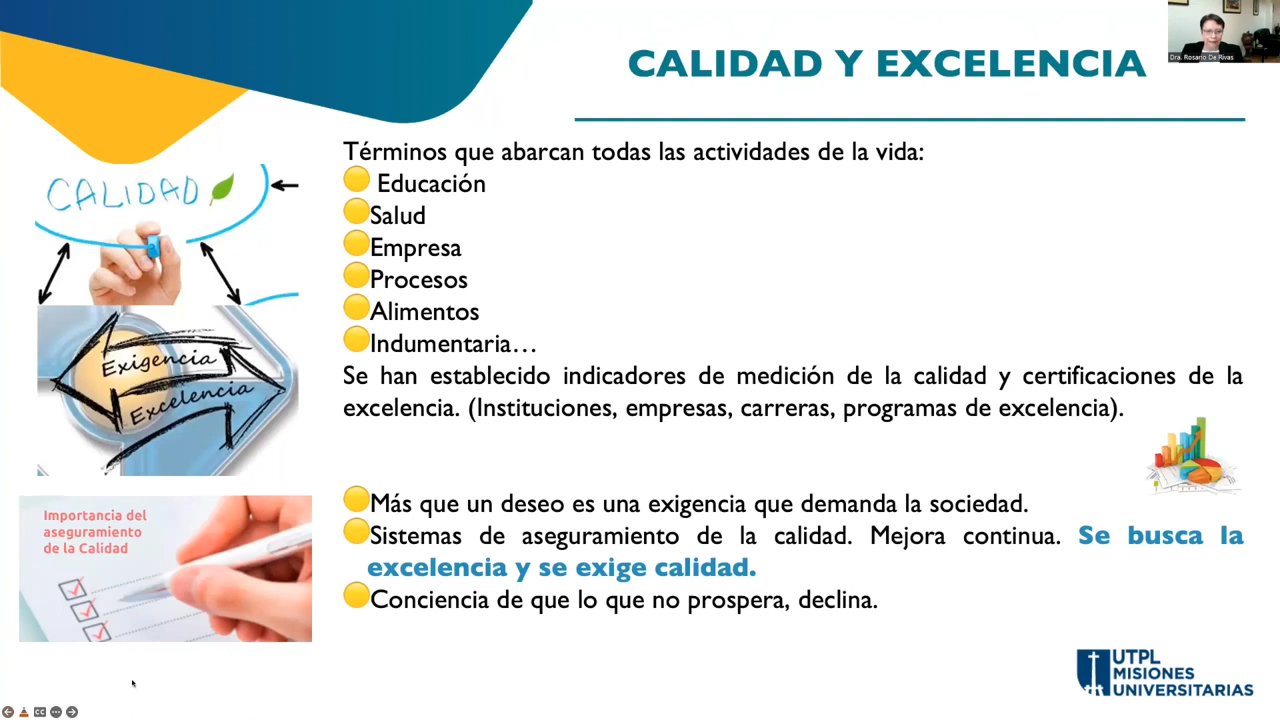 CALIDAD Y EXCELENCIA
Dra. Rosario De Rivas
Términos que abarcan todas las actividades de la vida:
Educación
Salud
Empresa
Procesos
Alimentos
Indumentaria…
Se han establecido indicadores de medición de la calidad y certificaciones de la
excelencia. (Instituciones, empresas, carreras, programas de excelencia).
Más que un deseo es una exigencia que demanda la sociedad.
Sistemas de aseguramiento de la calidad. Mejora continua. Se busca la
excelencia y se exige calidad.
Conciencia de que lo que no prospera, declina.
CALIDAD
Exigencia
Excelencia
Importancia del
aseguramiento
de la Calidad
UTPL
MISIONES
UNIVERSITARIAS
CC